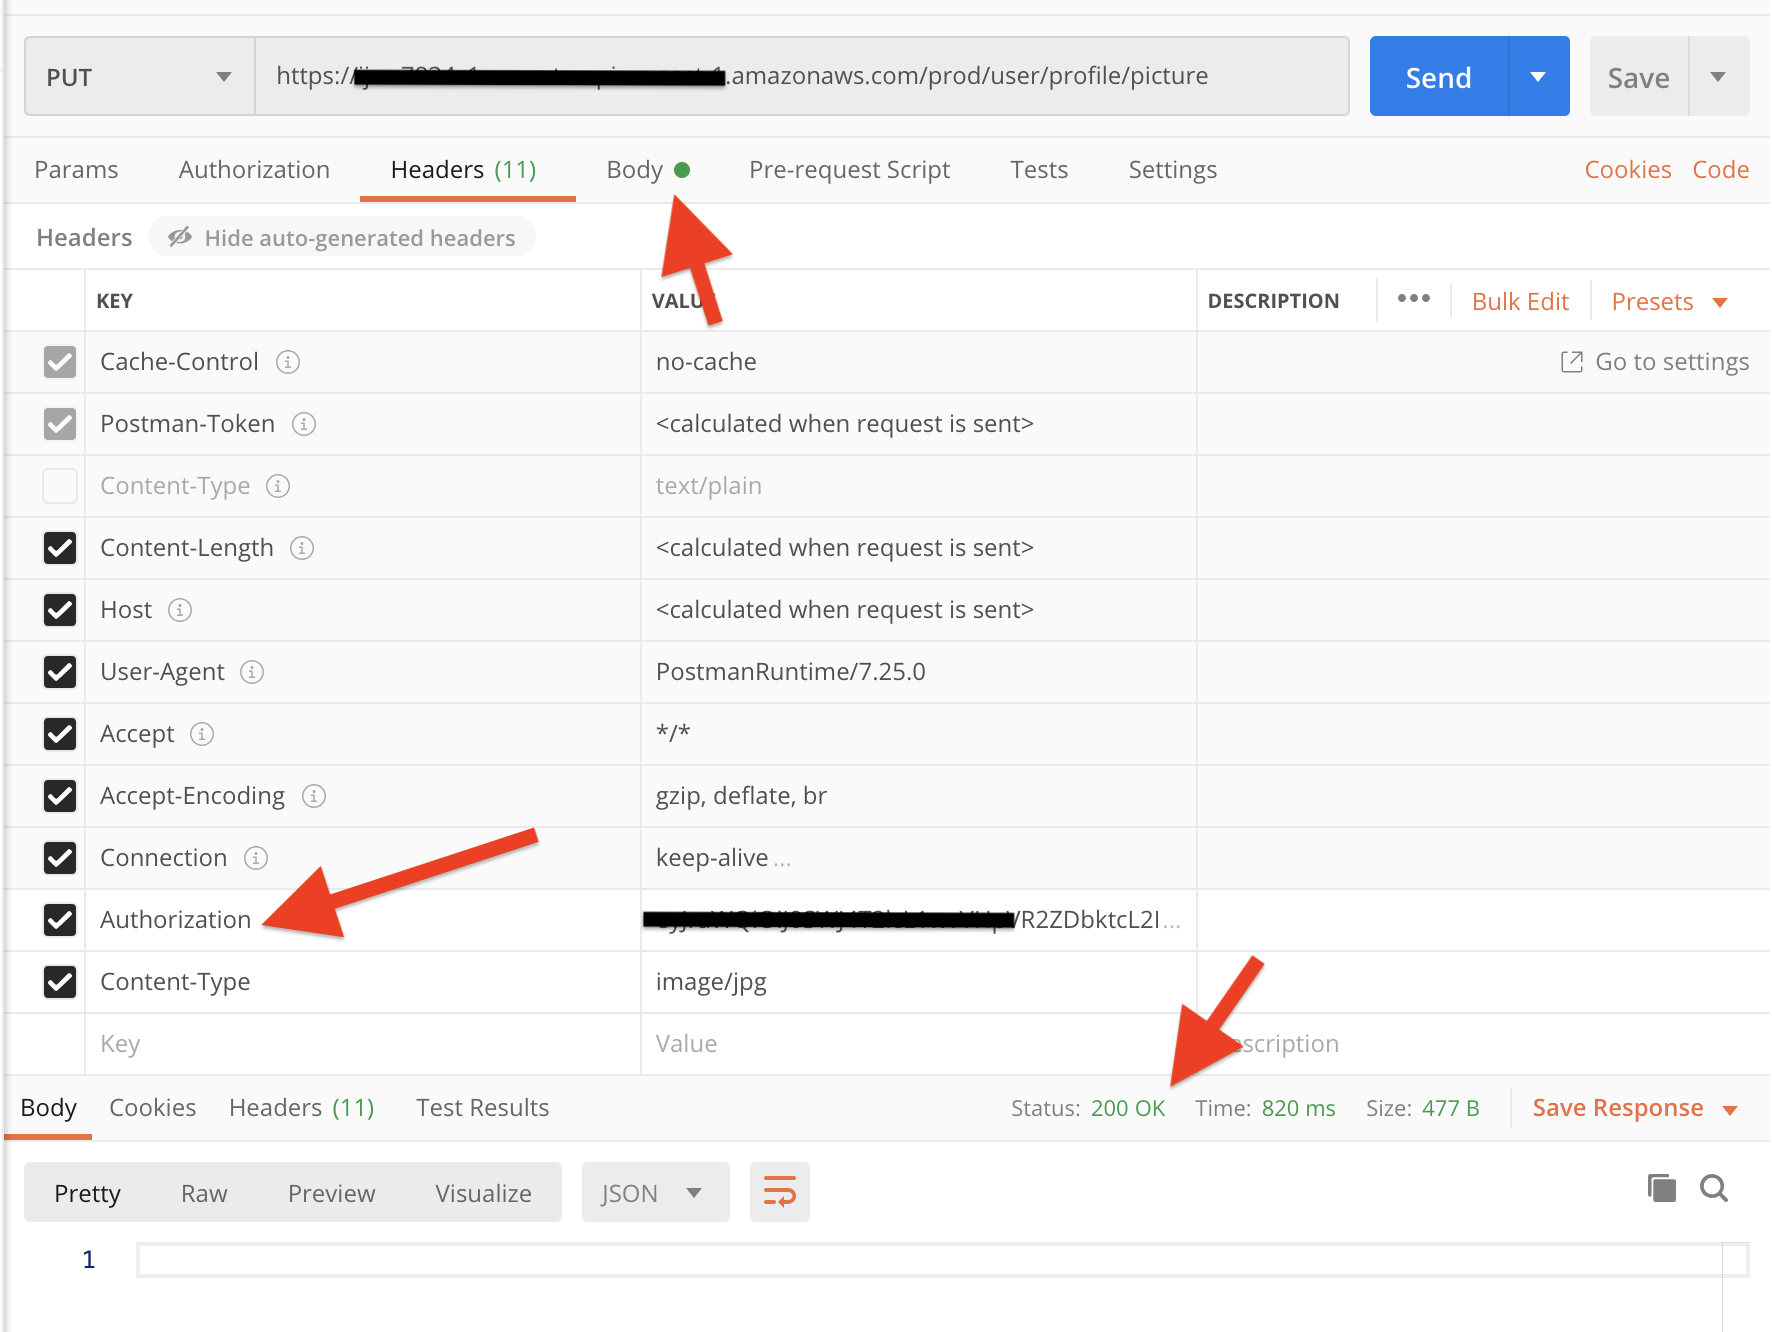 PUT https:// .amazonaws.com/prod/user/profile/picture Send Save
Params Authorization Headers (11) Body Pre-request Script Tests Settings Cookies Code
Headers Hide auto-generated headers
KEY VALU DESCRIPTION ••• Bulk Edit Presets
Cache-Control no-cache Go to settings
Postman-Token <calculated when request is sent>
Content-Type text/plain
Content-Length <calculated when request is sent>
Host <calculated when request is sent>
User-Agent PostmanRuntime/7.25.0
Accept */*
Accept-Encoding gzip, deflate, br
Connection keep-alive ...
Authorization R2ZDbktcL2I...
Content-Type image/jpg
Key Value escription
Body Cookies Headers (11) Test Results Status: 200 OK Time: 820 ms Size: 477 B Save Response
Pretty Raw Preview Visualize JSON
1